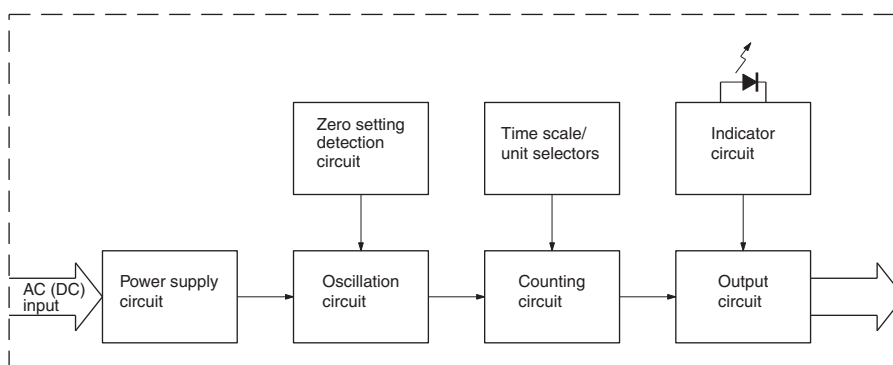 Zero setting
detection
circuit
Time scale/
unit selectors
Indicator
circuit
AC (DC)
input
Power supply
circuit
Oscillation
circuit
Counting
circuit
Output
circuit